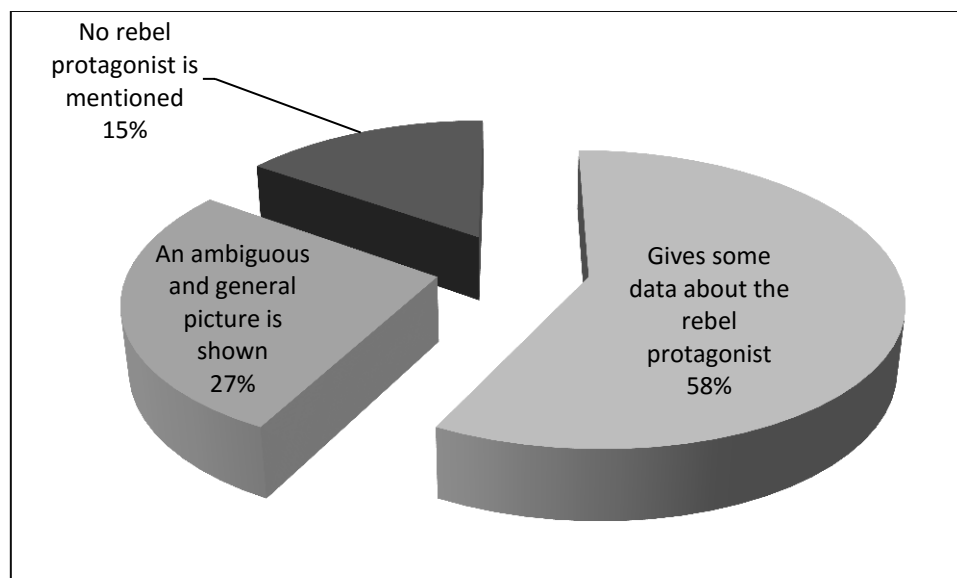 No rebel
protagonist is
mentioned
15%
An ambiguous
and general
picture is
shown
27%
Gives some
data about the
rebel
protagonist
58%